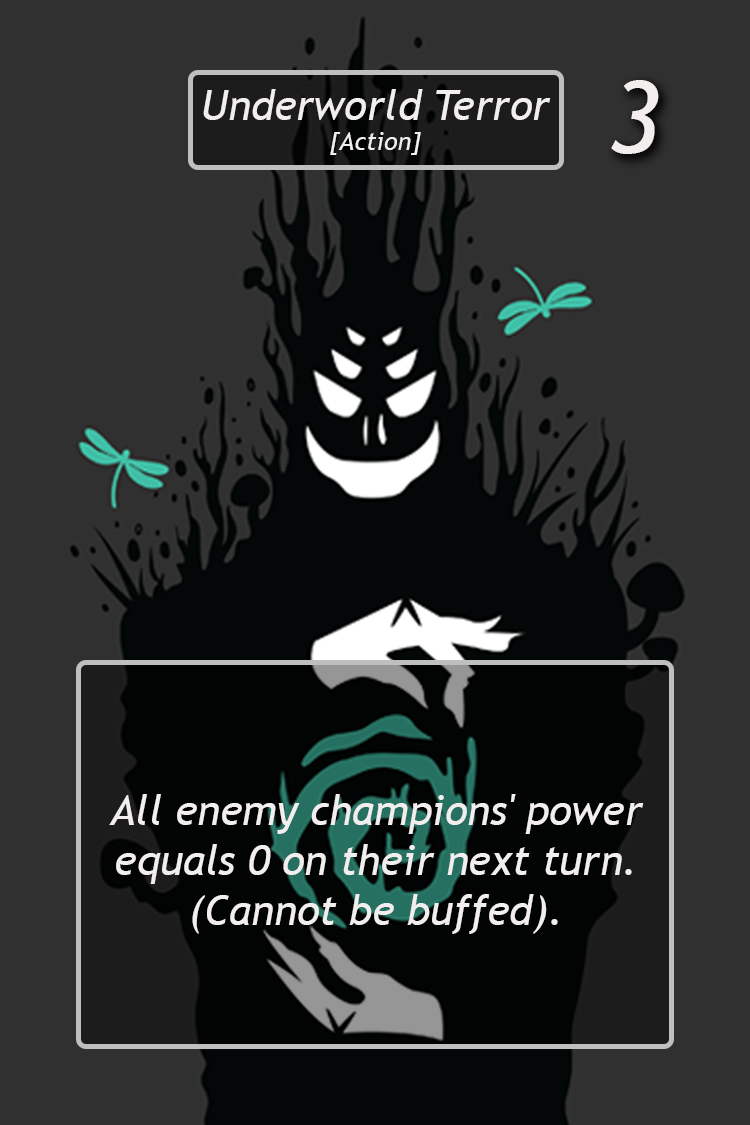 Underworld Terror
[Action]
3
All enemy champions' power
equals 0 on their next turn.
(Cannot be buffed).